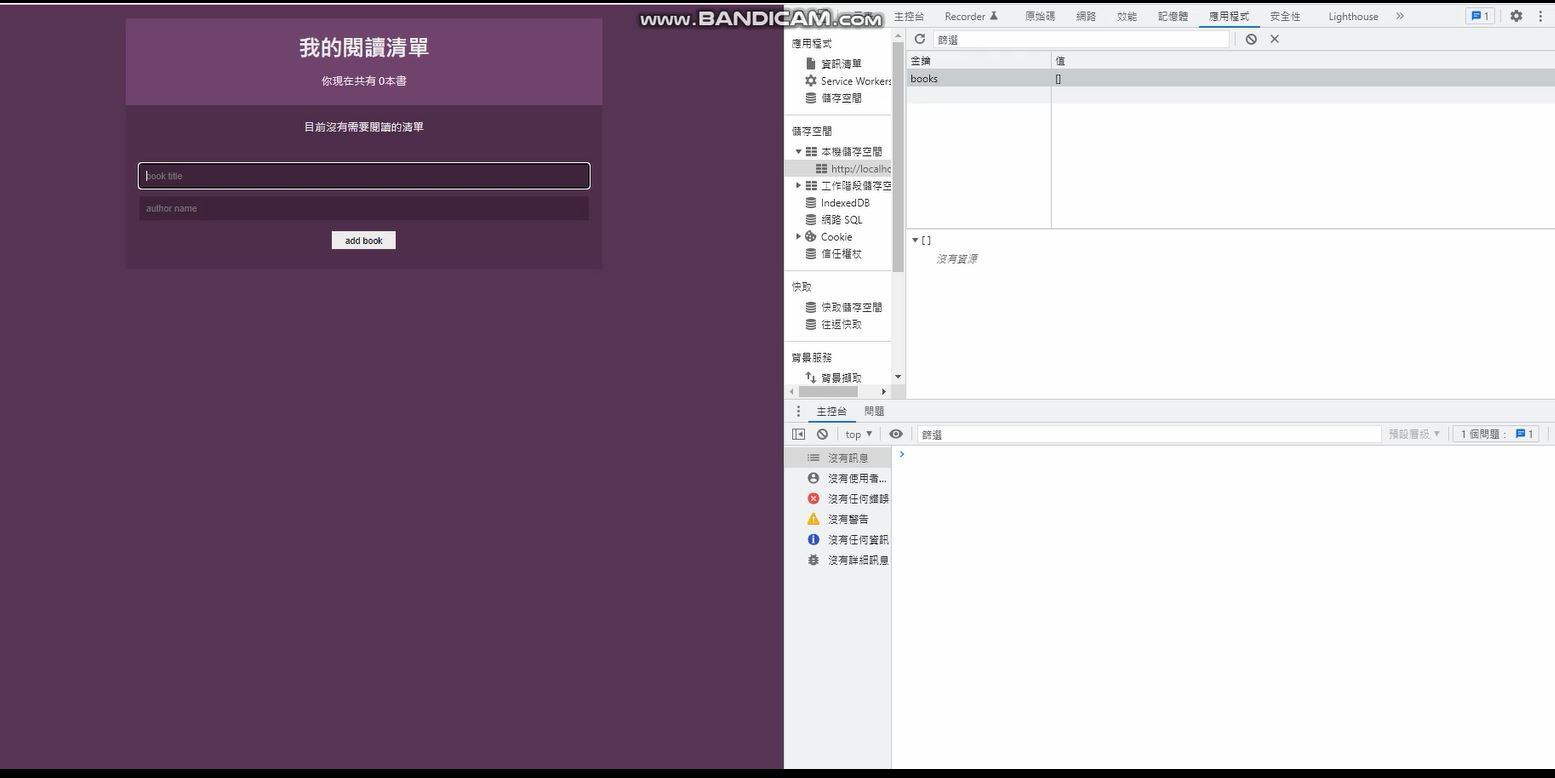 www.BANDICAM.com
我的閱讀清單
你現在共有 0本書
目前沒有需要閱讀的清單
book title
author name
add book
主控台
Recorder
原始碼
網路
效能
記憶體
應用程式
安全性
Lighthouse
1
篩選
應用程式
資訊清單
Service Workers
儲存空間
儲存空間
本機儲存空間
http://localho
工作階段儲存空
IndexedDB
網路 SQL
Cookie
信任權杖
快取
快取儲存空間
往返快取
背景服務
背景擷取
金鑰
值
books
[]
[]
沒有資源
主控台
問題
top
篩選
預設層級
1 個問題：
1
沒有訊息
沒有使用者...
沒有任何錯誤
沒有警告
沒有任何資訊
沒有詳細訊息